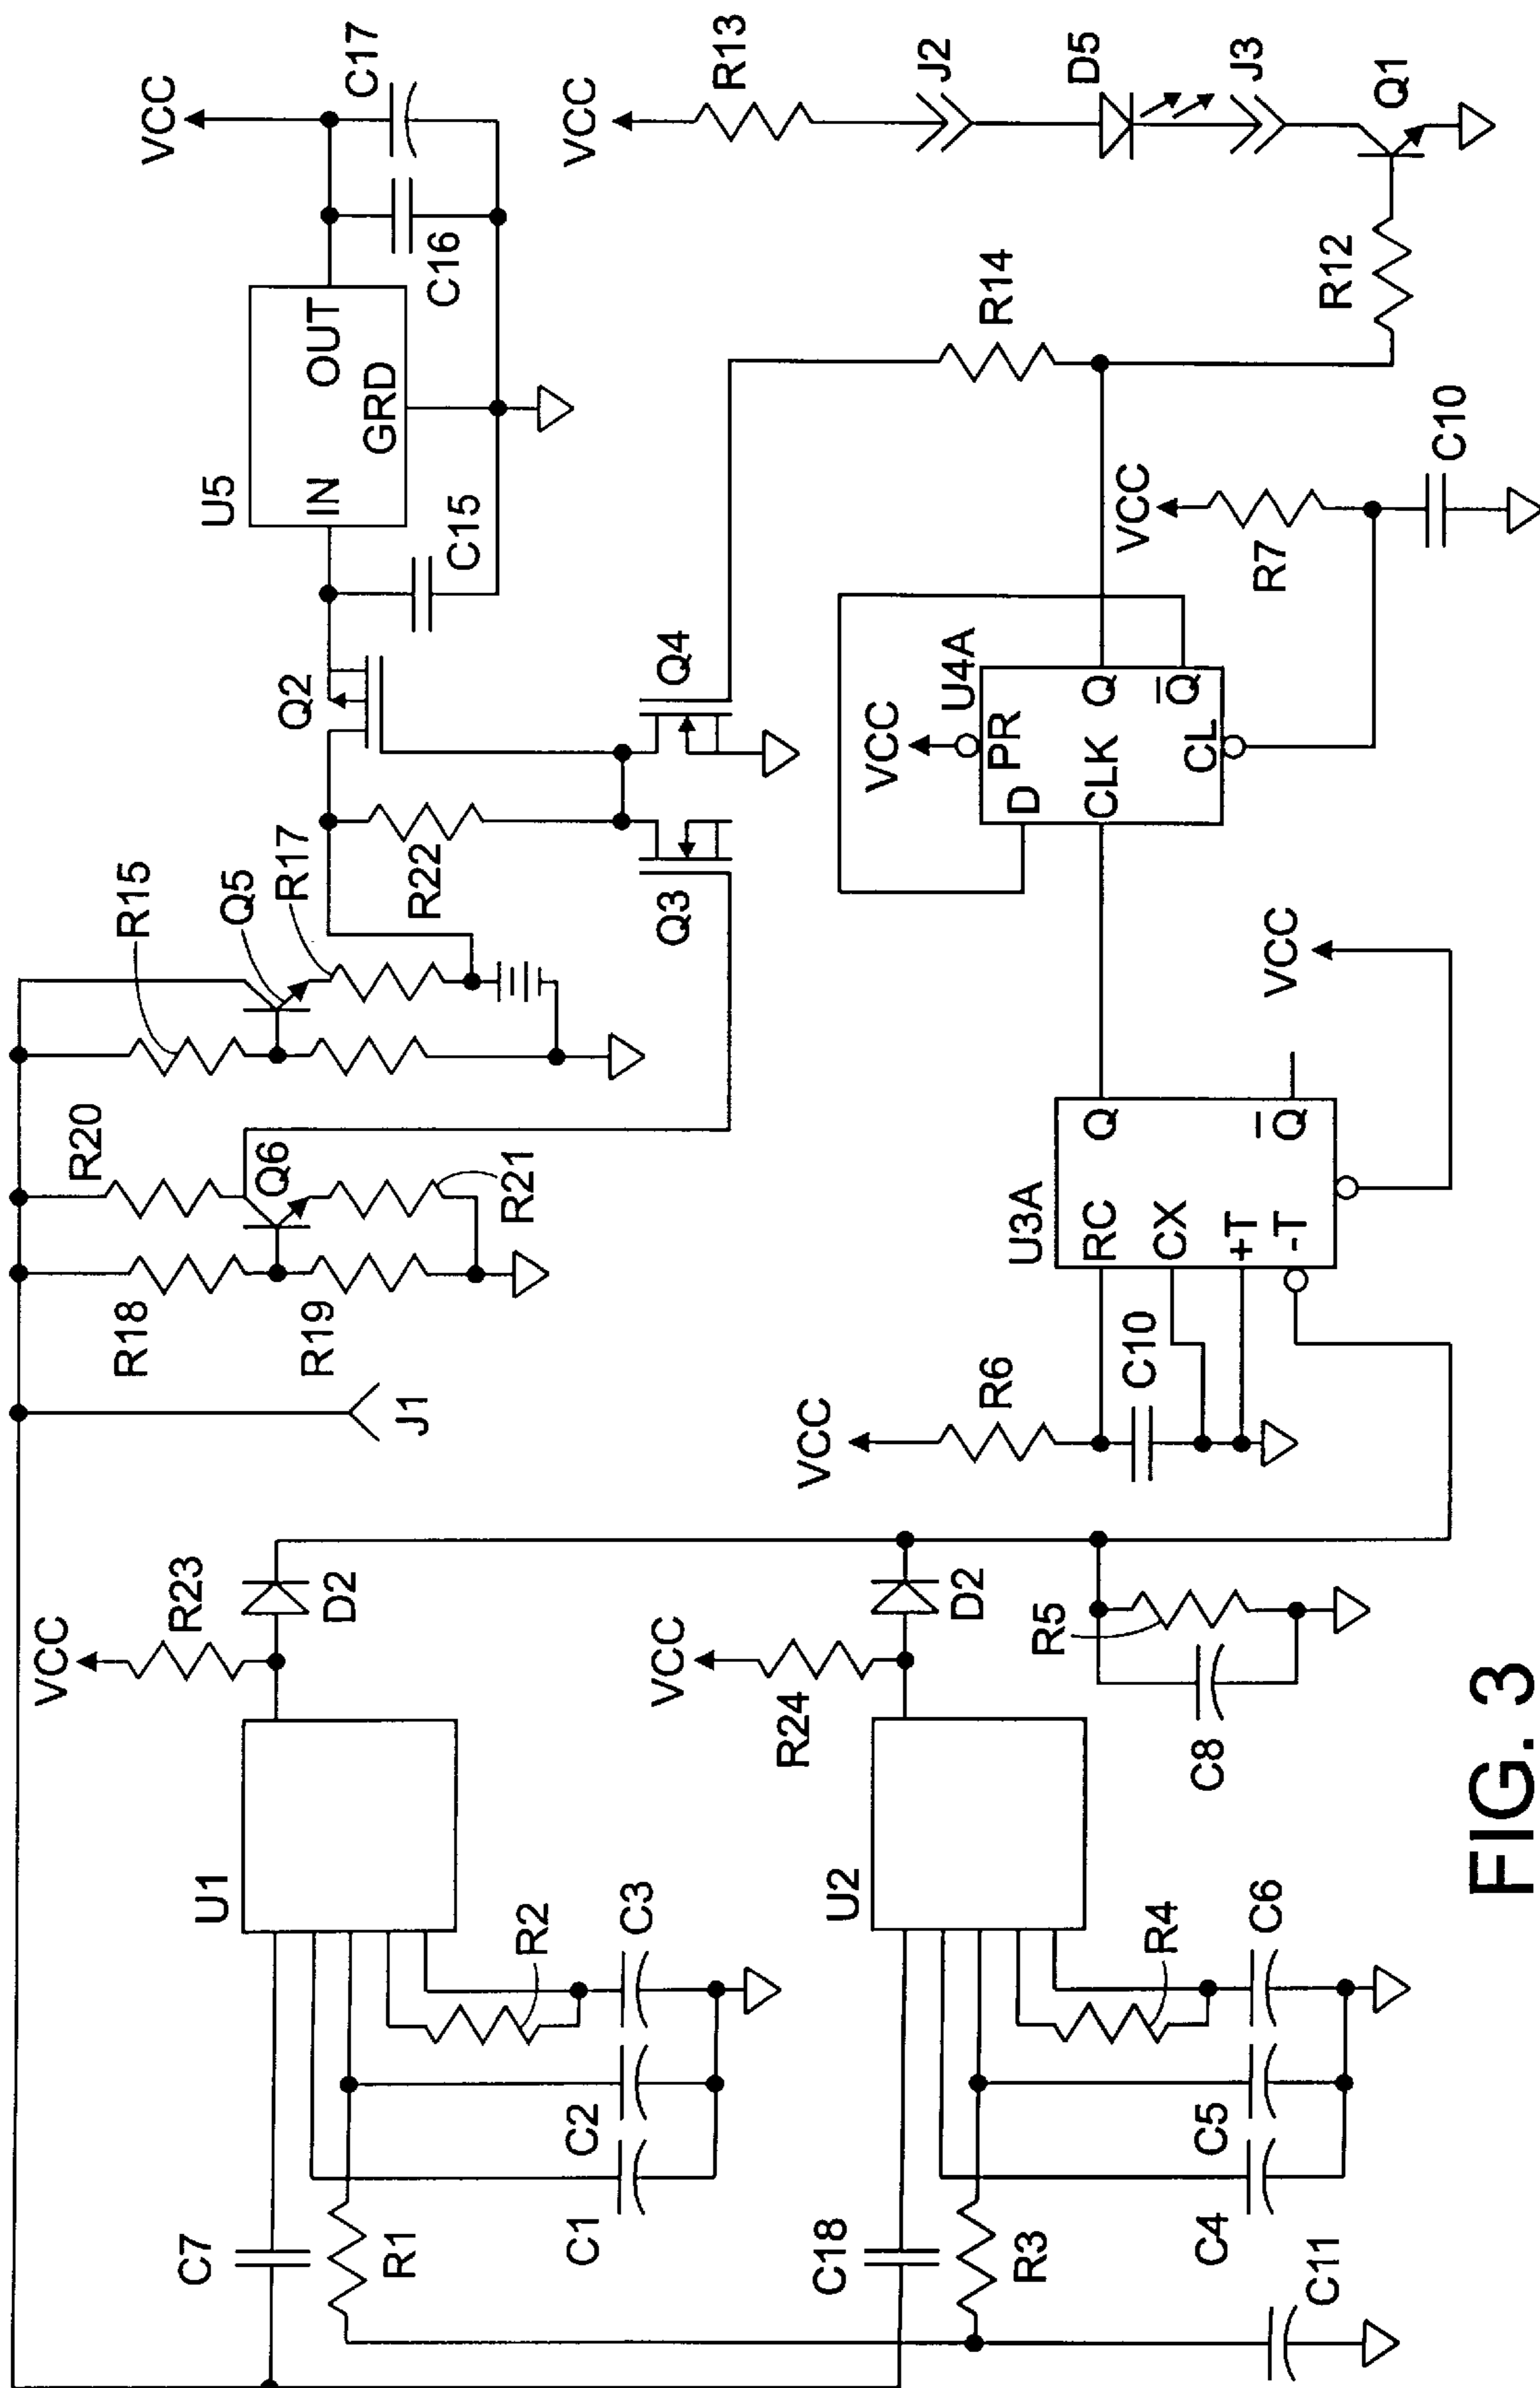 VCC
C17
C16
U5
IN
OUT
GRD
C15
VCC
R13
J2
D5
J3
Q1
R12
R14
Q2
Q4
Q3
R22
R15
Q5
R17
R20
Q6
R21
R18
R19
J1
VCC
U4A
PR
D
CLK
Q
Q
CL
VCC
R7
C10
VCC
U3A
RC
CX
+T
-T
Q
Q
VCC
R6
C10
VCC
R23
D2
U1
R2
C3
C2
C1
C7
R1
VCC
R24
D2
U2
R4
C6
C5
C4
C18
R3
C11
R5
C8
FIG. 3